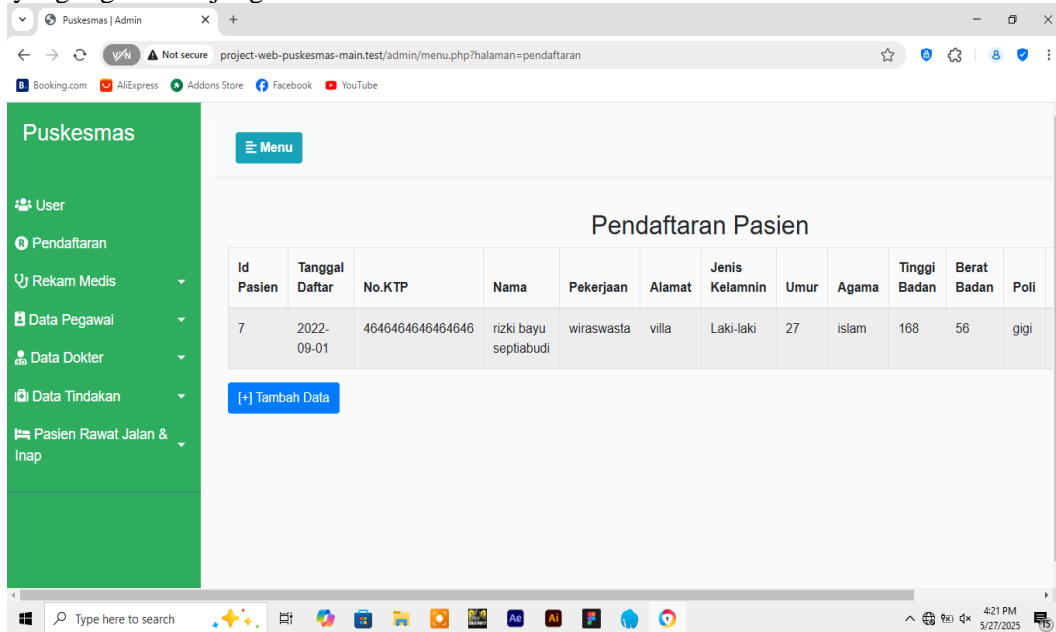 Puskesmas | Admin
VPN Not secure project-web-puskesmas-main.test/admin/menu.php?halaman=pendaftaran
B. Booking.com AliExpress Addons Store Facebook YouTube
Puskesmas
Menu
User
Pendaftaran
Rekam Medis
Data Pegawai
Data Dokter
Data Tindakan
Pasien Rawat Jalan &
Inap
Pendaftaran Pasien
Id Tanggal Jenis Tinggi Berat
Pasien Daftar No.KTP Nama Pekerjaan Alamat Kelamnin Umur Agama Badan Badan Poli
7 2022- 4646464646464646 rizki bayu wiraswasta villa Laki-laki 27 islam 168 56 gigi
09-01 septiabudi
[+] Tambah Data
Type here to search Ae Ai 4:21 PM
5/27/2025 15